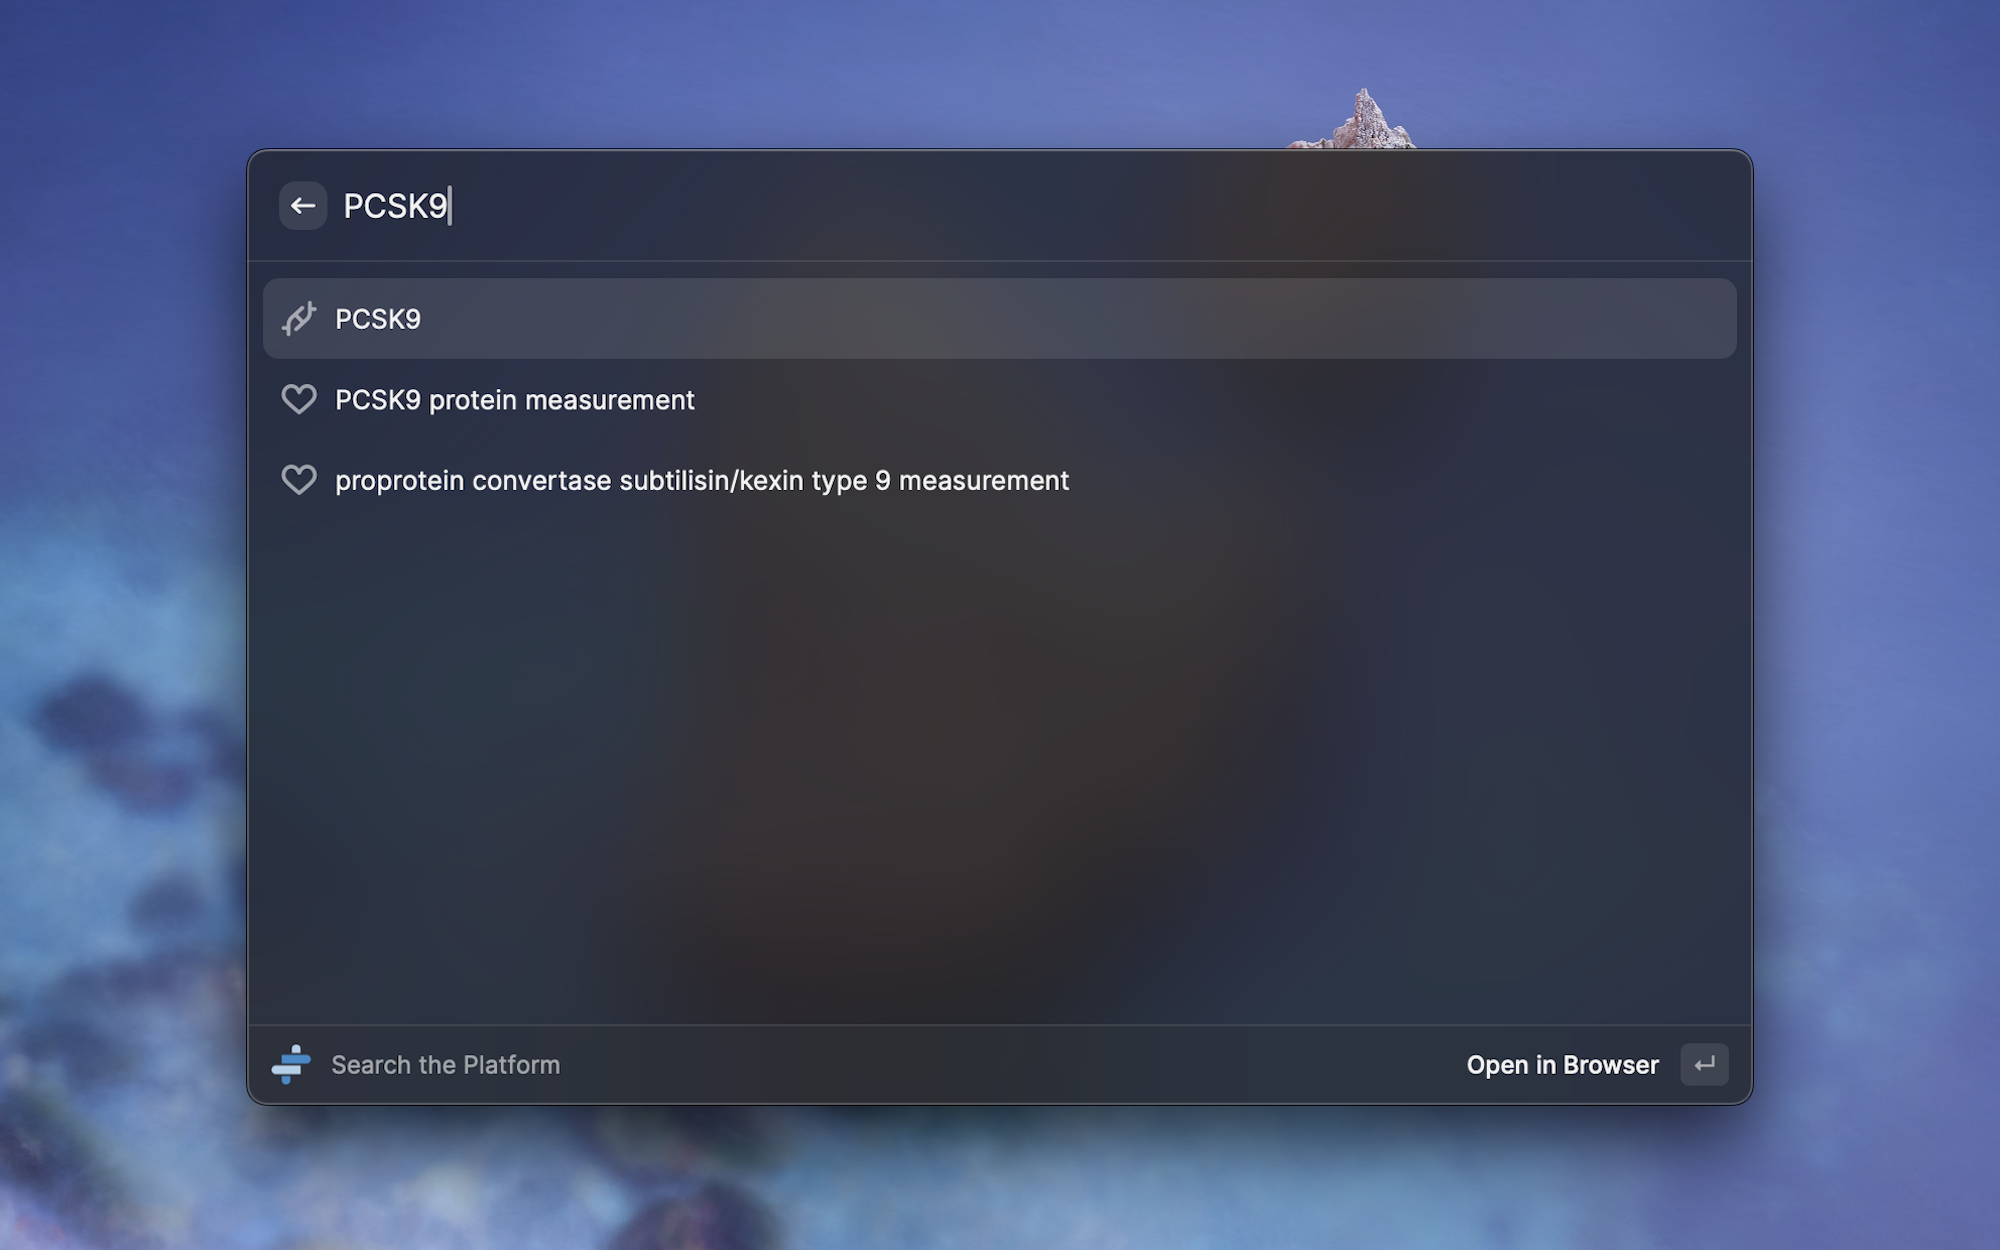 PCSK9
PCSK9
PCSK9 protein measurement
proprotein convertase subtilisin/kexin type 9 measurement
Search the Platform
Open in Browser